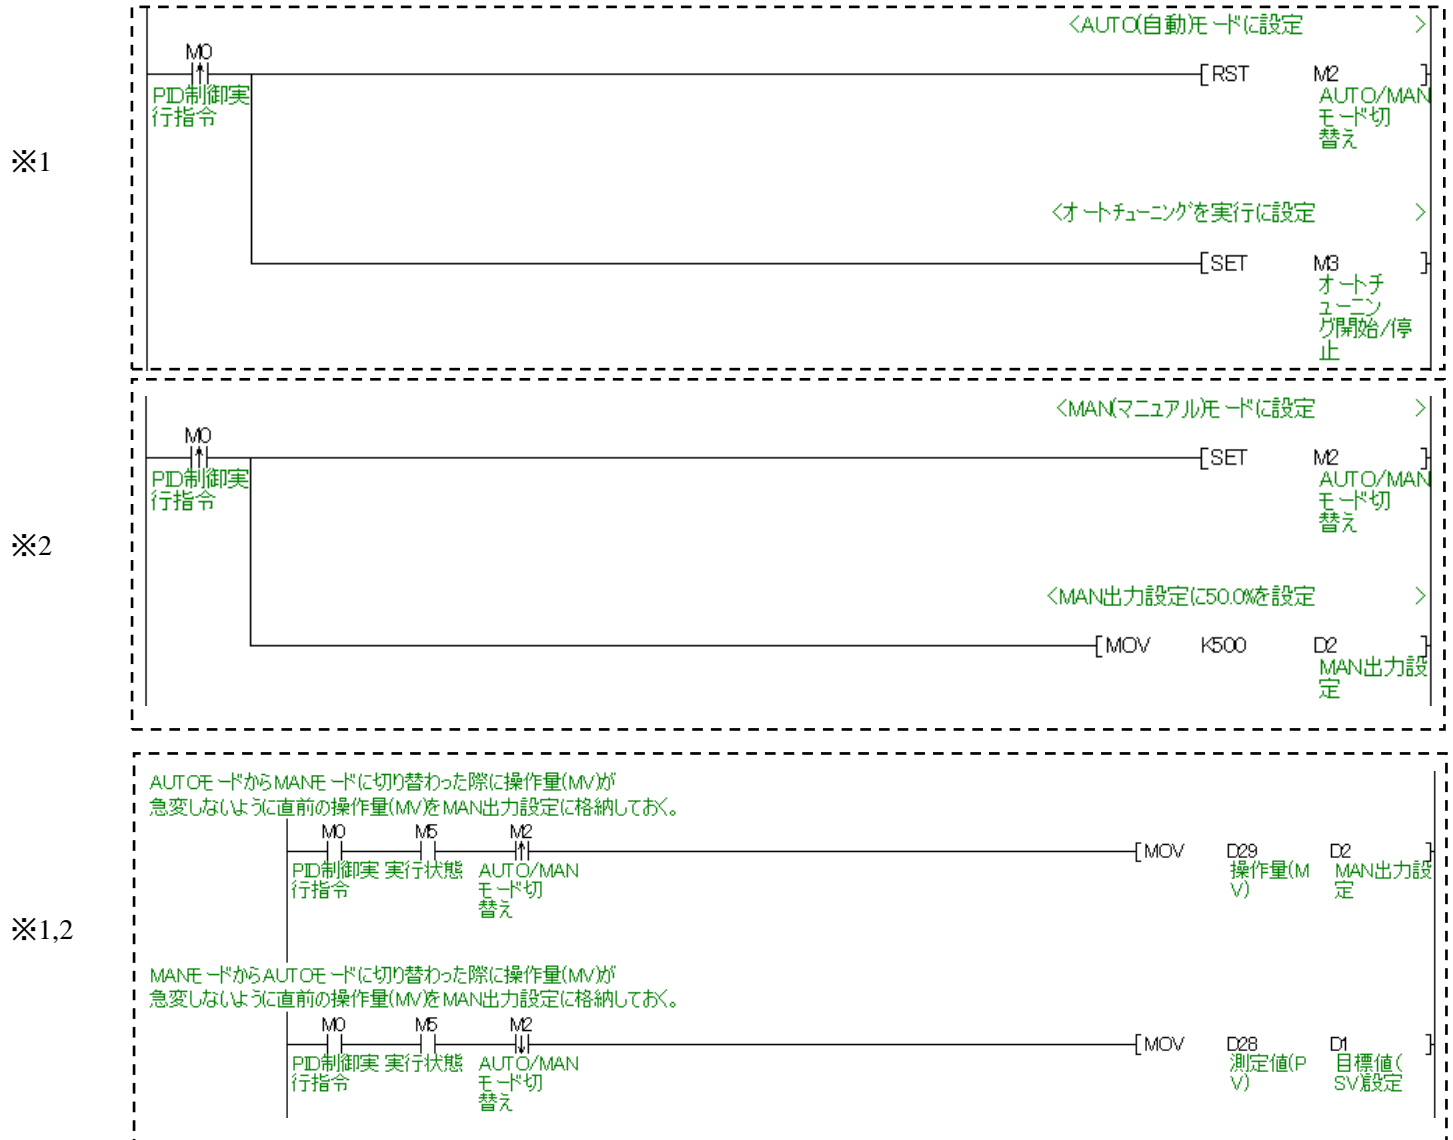 <AUTO(自動)モードに設定 >
M0
[RST M2 ]
PID制御実
行指令
AUTO/MAN
モード切
替え
※1
<オートチューニングを実行に設定 >
[SET M3 ]
オートチ
ューニン
グ開始/停
止
<MAN(マニュアル)モードに設定 >
M0
[SET M2 ]
PID制御実
行指令
AUTO/MAN
モード切
替え
※2
<MAN出力設定に50.0%を設定 >
[MOV K500 D2 ]
MAN出力設
定
AUTOモードからMANモードに切り替わった際に操作量(MV)が
急変しないように直前の操作量(MV)をMAN出力設定に格納しておく。
M0 M5 M2
[MOV D29 D2 ]
PID制御実
行指令
実行状態
AUTO/MAN
モード切
替え
操作量(M
V)
MAN出力設
定
※1,2
MANモードからAUTOモードに切り替わった際に操作量(MV)が
急変しないように直前の操作量(MV)をMAN出力設定に格納しておく。
M0 M5 M2
[MOV D28 D1 ]
PID制御実
行指令
実行状態
AUTO/MAN
モード切
替え
測定値(P
V)
目標値(
SV)設定